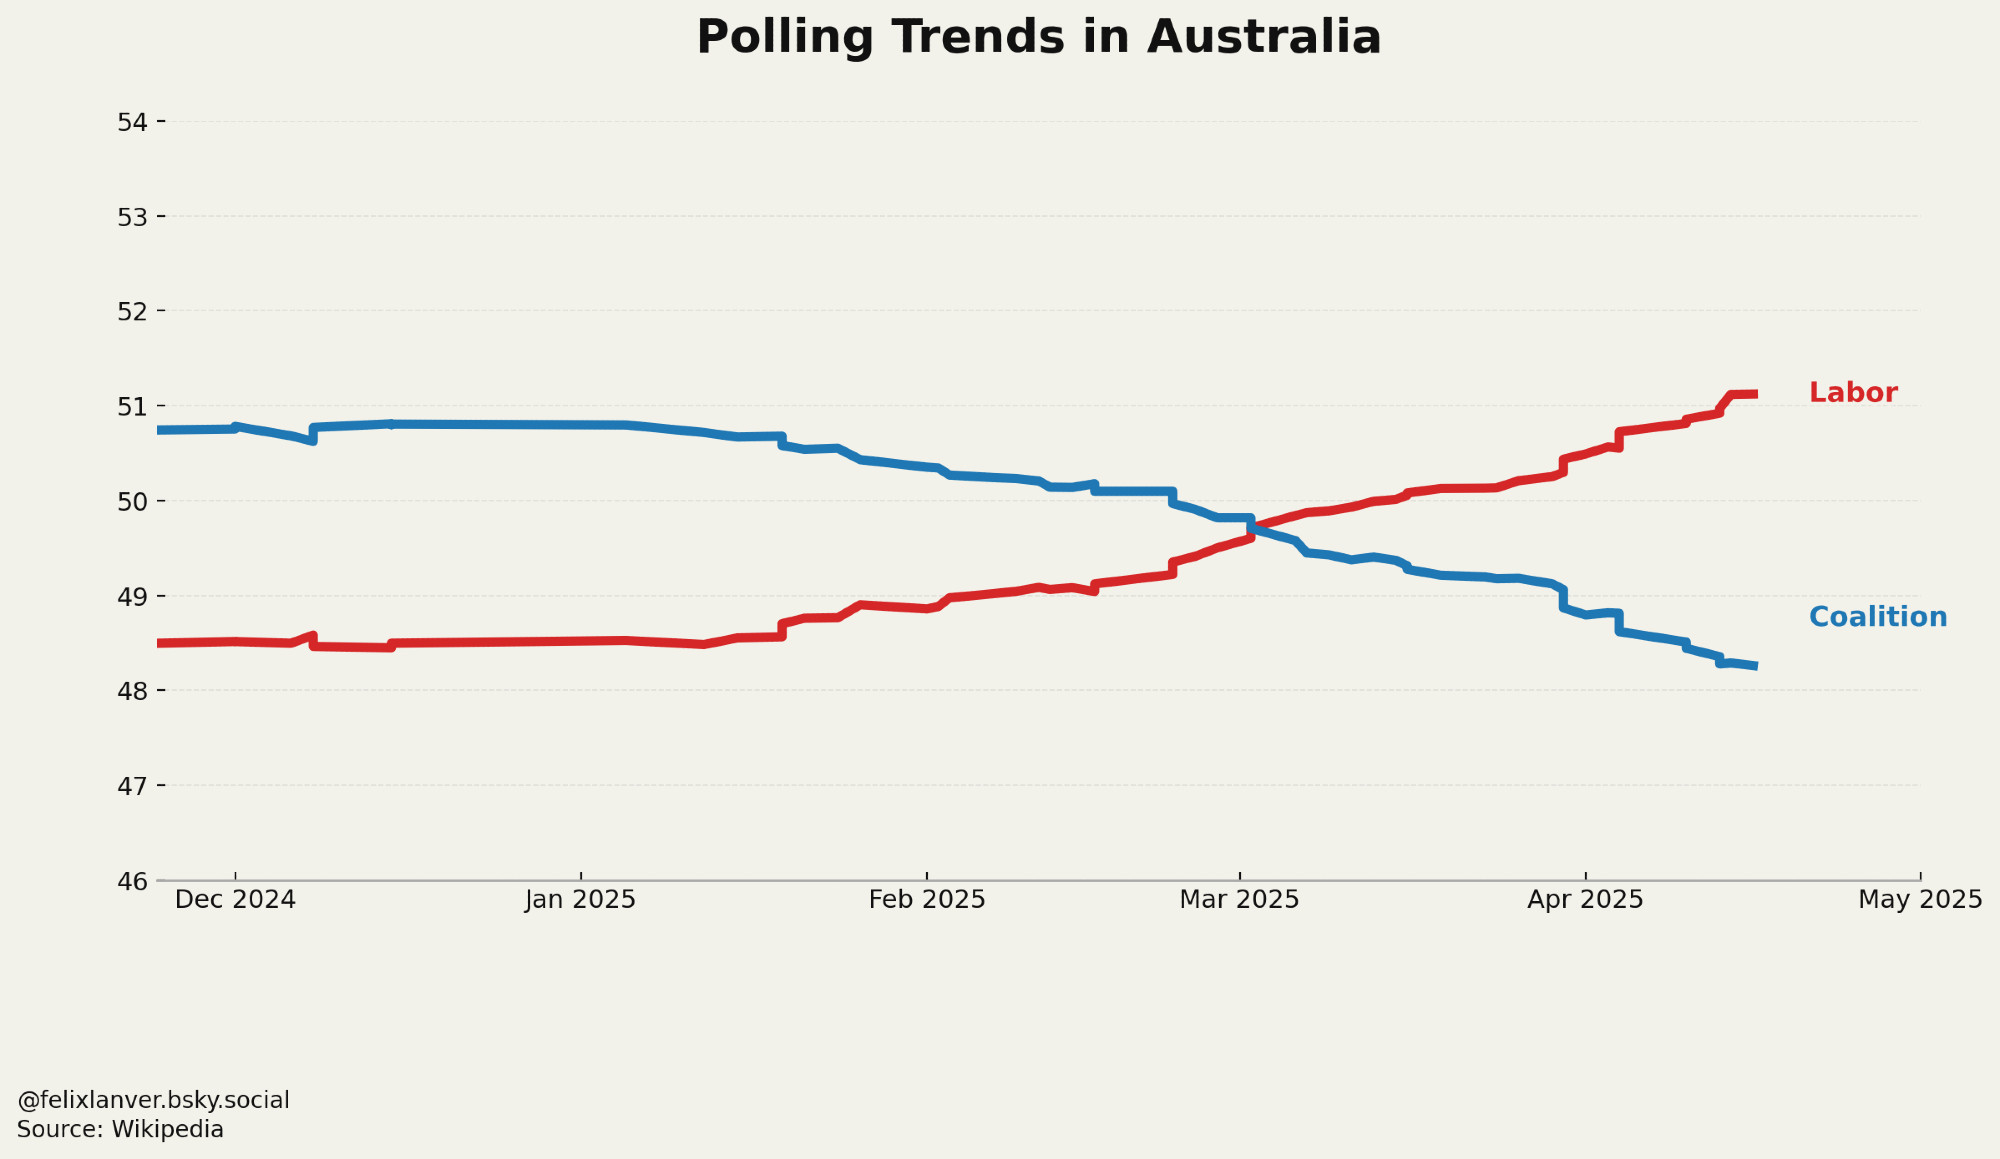 Polling Trends in Australia
54
53
52
51
50
49
48
47
46
Labor
Coalition
Dec 2024
Jan 2025
Feb 2025
Mar 2025
Apr 2025
May 2025
@felixlanver.bsky.social
Source: Wikipedia